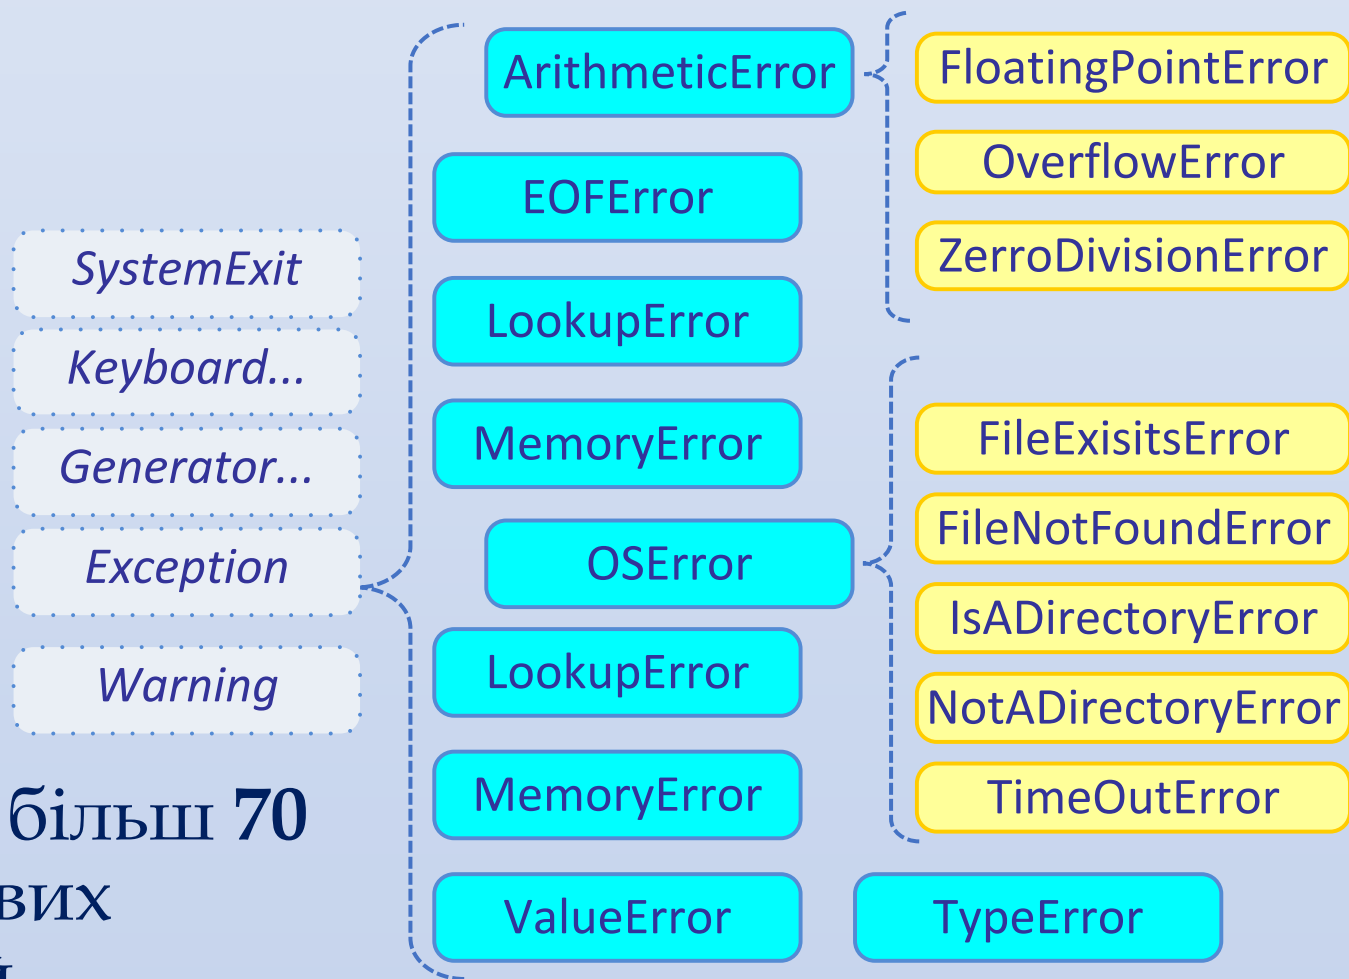 SystemExit
Keyboard...
Generator...
Exception
Warning
більш 70
ArithmeticError
EOFError
LookupError
MemoryError
OSError
LookupError
MemoryError
ValueError
TypeError
FloatingPointError
OverflowError
ZerroDivisionError
FileExisitsError
FileNotFoundError
IsADirectoryError
NotADirectoryError
TimeOutError